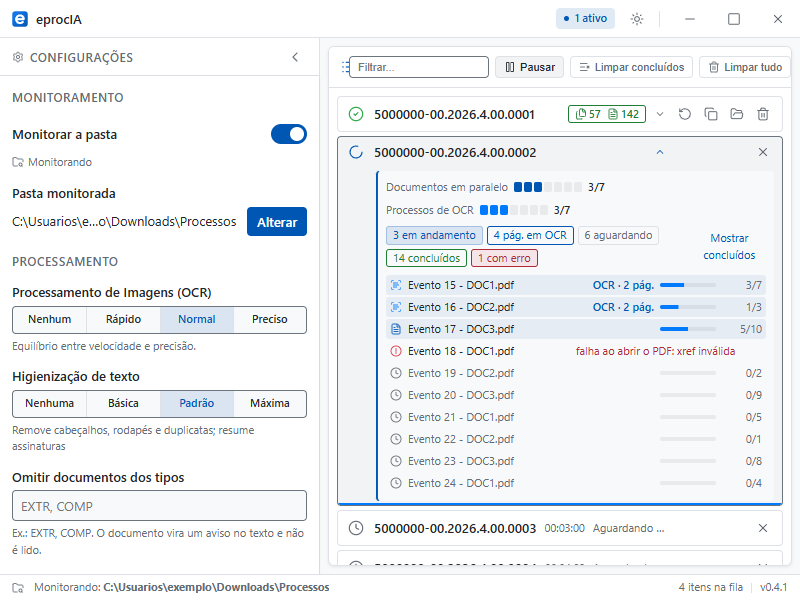 eprocIA
1 ativo
CONFIGURAÇÕES
MONITORAMENTO
Monitorar a pasta
Monitorando
Pasta monitorada
C:\Usuarios\e...o\Downloads\Processos
Alterar
PROCESSAMENTO
Processamento de Imagens (OCR)
Nenhum Rápido Normal Preciso
Equilíbrio entre velocidade e precisão.
Higienização de texto
Nenhuma Básica Padrão Máxima
Remove cabeçalhos, rodapés e duplicatas; resume
assinaturas
Omitir documentos dos tipos
EXTR, COMP
Ex.: EXTR, COMP. O documento vira um aviso no texto e não
é lido.
Filtrar... Pausar Limpar concluídos Limpar tudo
5000000-00.2026.4.00.0001 57 142
5000000-00.2026.4.00.0002
Documentos em paralelo 3/7
Processos de OCR 3/7
3 em andamento 4 pág. em OCR 6 aguardando
14 concluídos 1 com erro
Mostrar
concluídos
Evento 15 - DOC1.pdf OCR · 2 pág. 3/7
Evento 16 - DOC2.pdf OCR · 2 pág. 1/3
Evento 17 - DOC3.pdf 5/10
Evento 18 - DOC1.pdf falha ao abrir o PDF: xref inválida
Evento 19 - DOC2.pdf 0/2
Evento 20 - DOC3.pdf 0/9
Evento 21 - DOC1.pdf 0/5
Evento 22 - DOC2.pdf 0/1
Evento 23 - DOC3.pdf 0/8
Evento 24 - DOC1.pdf 0/4
5000000-00.2026.4.00.0003 00:03:00 Aguardando ...
Monitorando: C:\Usuarios\exemplo\Downloads\Processos
4 itens na fila v0.4.1